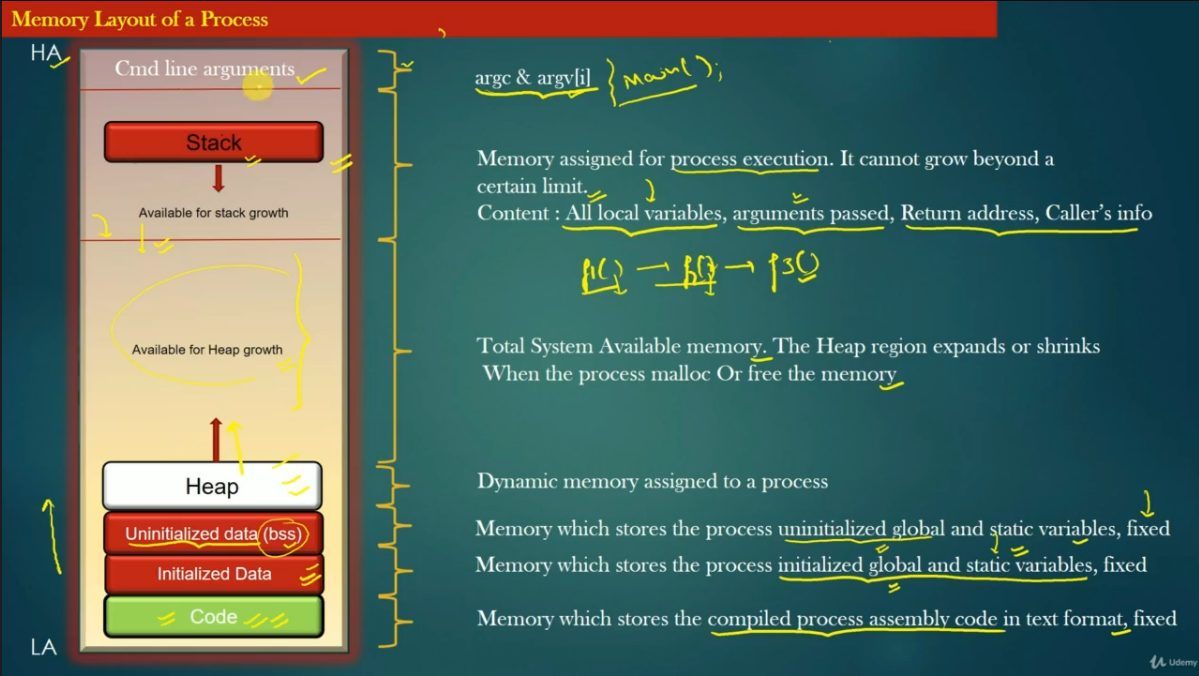 Memory Layout of a Process
HA
Cmd line arguments
argc & argv[i]
Main();
Stack
Memory assigned for process execution. It cannot grow beyond a
certain limit.
Available for stack growth
Content : All local variables, arguments passed, Return address, Caller's info
f1() → f2() → f3()
Available for Heap growth
Total System Available memory. The Heap region expands or shrinks
When the process malloc Or free the memory
Heap
Dynamic memory assigned to a process
Uninitialized data (bss)
Memory which stores the process uninitialized global and static variables, fixed
Initialized Data
Memory which stores the process initialized global and static variables, fixed
Code
Memory which stores the compiled process assembly code in text format, fixed
LA
Udemy